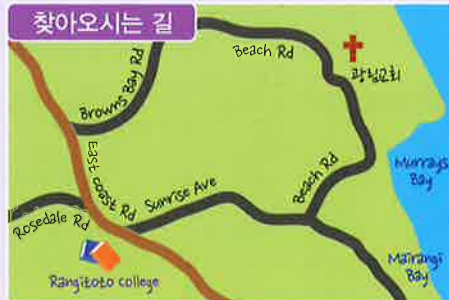 찾아오시는 길
Beach Rd
광림교회
Browns Bay Rd
East coast Rd
Murrays
Bay
Beach Rd
Sunrise Ave
Rosedale Rd
Mairangi
Bay
Rangitoto college